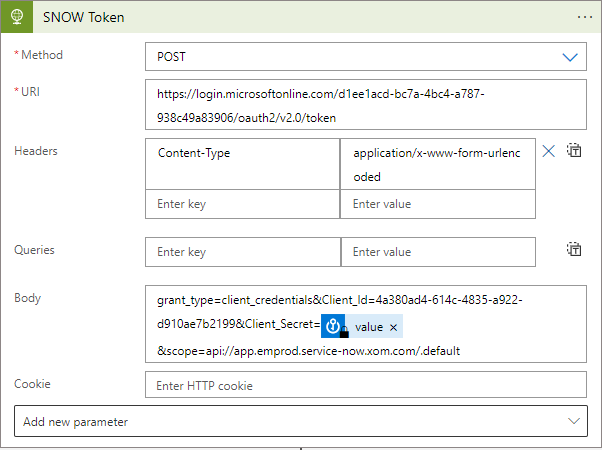 SNOW Token
* Method
POST
* URI
https://login.microsoftonline.com/d1ee1acd-bc7a-4bc4-a787-
938c49a83906/oauth2/v2.0/token
Headers
Content-Type
application/x-www-form-urlenc
oded
Enter key
Enter value
Queries
Enter key
Enter value
Body
grant_type=client_credentials&Client_Id=4a380ad4-614c-4835-a922-
d910ae7b2199&Client_Secret= value ×
&scope=api://app.emprod.service-now.xom.com/.default
Cookie
Enter HTTP cookie
Add new parameter